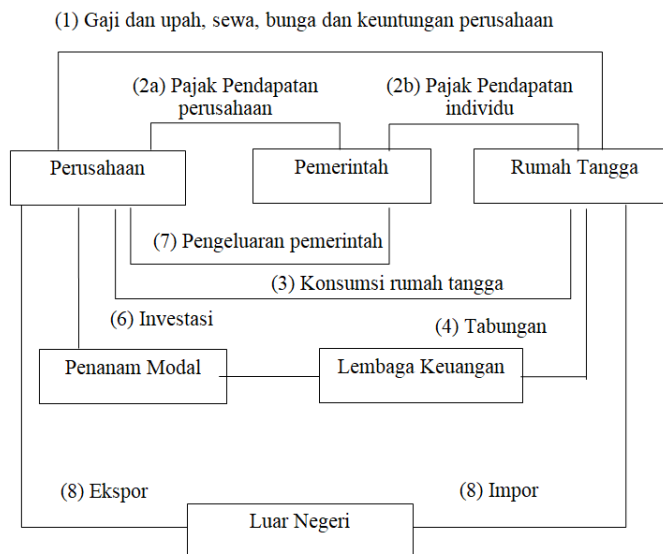 (1) Gaji dan upah, sewa, bunga dan keuntungan perusahaan
(2a) Pajak Pendapatan
perusahaan
(2b) Pajak Pendapatan
individu
Perusahaan
Pemerintah
Rumah Tangga
(7) Pengeluaran pemerintah
(3) Konsumsi rumah tangga
(6) Investasi
(4) Tabungan
Penanam Modal
Lembaga Keuangan
(8) Ekspor
(8) Impor
Luar Negeri